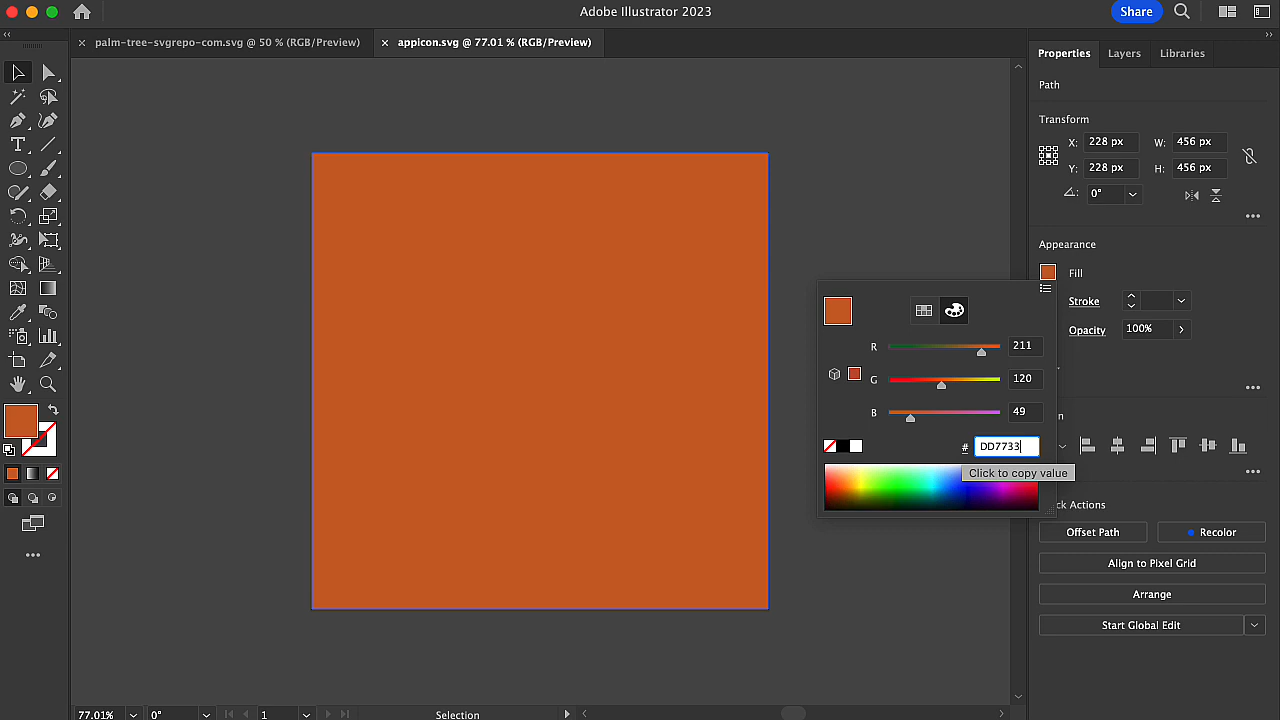 Adobe Illustrator 2023
Share
palm-tree-svgrepo-com.svg @ 50 % (RGB/Preview)
appicon.svg @ 77.01 % (RGB/Preview)
Properties
Layers
Libraries
Path
Transform
X: 228 px
W: 456 px
Y: 228 px
H: 456 px
0°
Appearance
Fill
Stroke
Opacity
100%
R
211
G
120
B
49
# DD7733
Click to copy value
ck Actions
Offset Path
Recolor
Align to Pixel Grid
Arrange
Start Global Edit
77.01%
0°
1
Selection